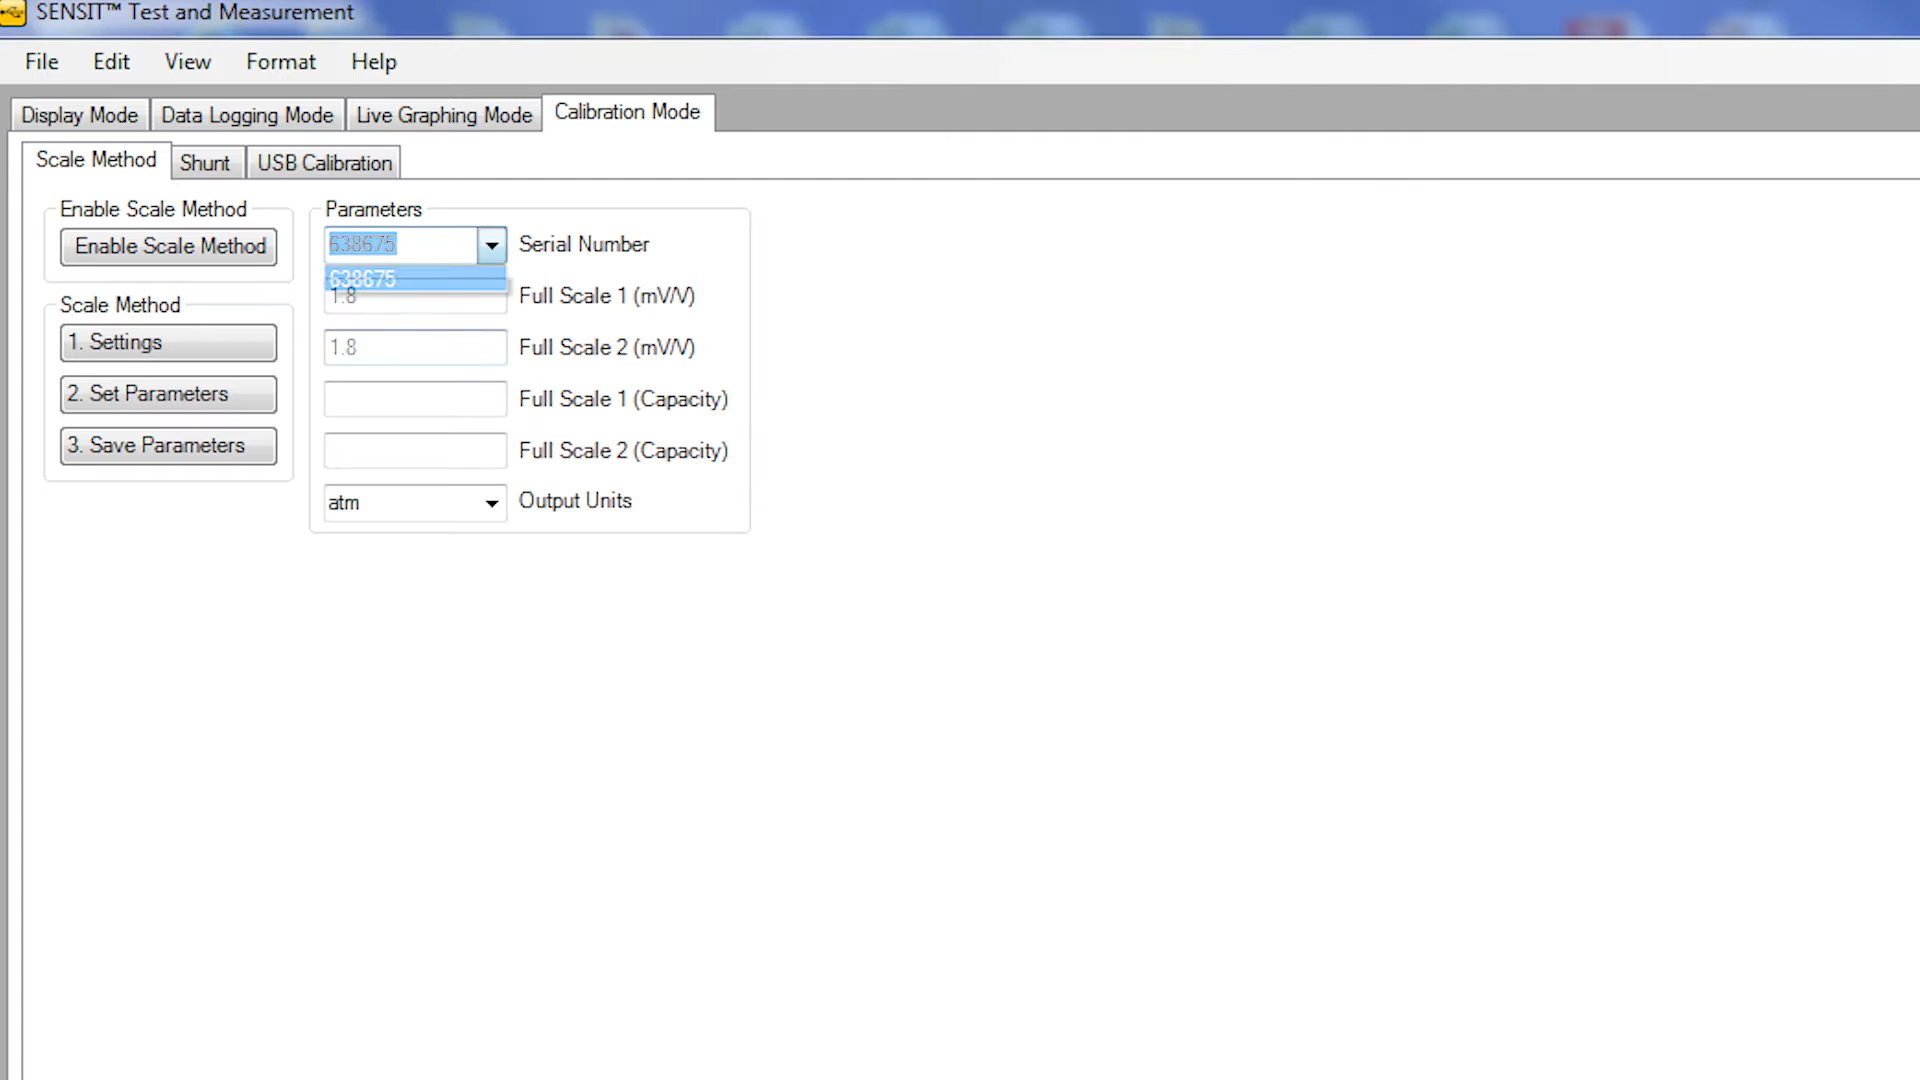 SENSIT™ Test and Measurement
File Edit View Format Help
Display Mode Data Logging Mode Live Graphing Mode Calibration Mode
Scale Method Shunt USB Calibration
Enable Scale Method
Enable Scale Method
Scale Method
1. Settings
2. Set Parameters
3. Save Parameters
Parameters
638675 Serial Number
638675
1.8 Full Scale 1 (mV/V)
1.8 Full Scale 2 (mV/V)
Full Scale 1 (Capacity)
Full Scale 2 (Capacity)
atm Output Units